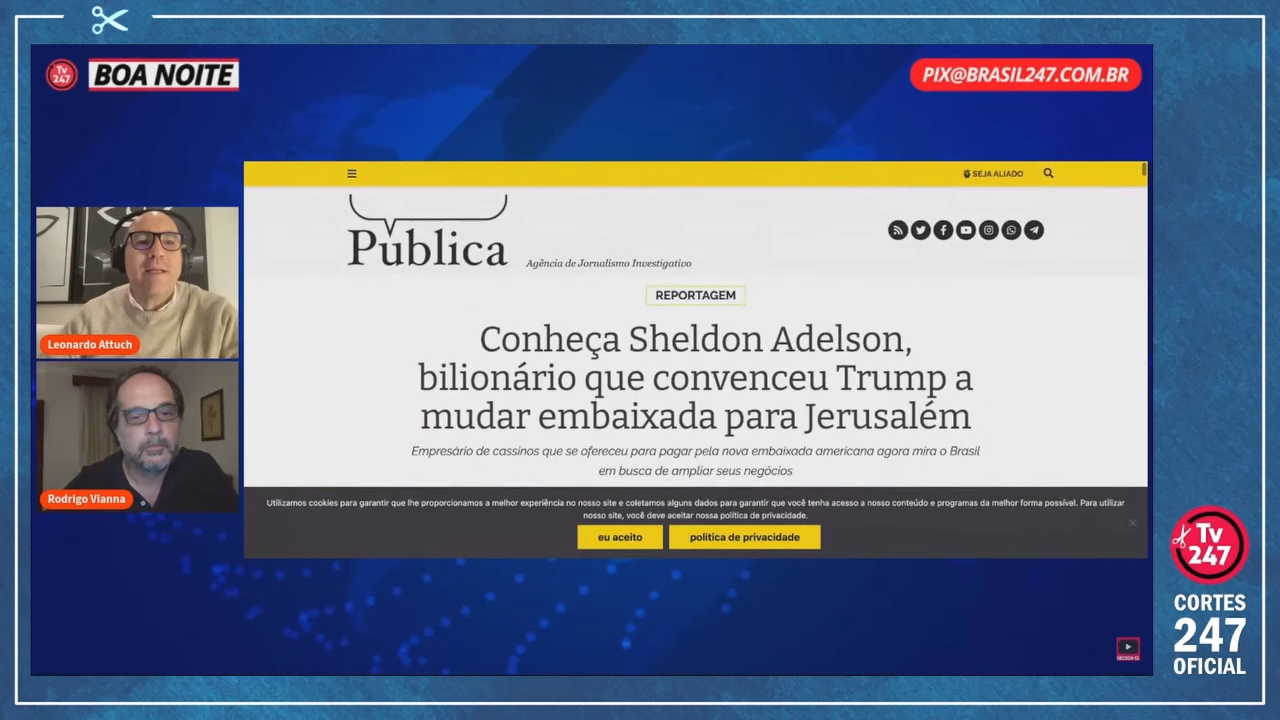 Tv
247
BOA NOITE
PIX@BRASIL247.COM.BR
SEJA ALIADO
Pública
Agência de Jornalismo Investigativo
REPORTAGEM
Conheça Sheldon Adelson,
bilionário que convenceu Trump a
mudar embaixada para Jerusalém
Empresário de cassinos que se ofereceu para pagar pela nova embaixada americana agora mira o Brasil
em busca de ampliar seus negócios
Utilizamos cookies para garantir que lhe proporcionamos a melhor experiência no nosso site e coletamos alguns dados para garantir que você tenha acesso a nosso conteúdo e programas da melhor forma possível. Para utilizar
nosso site, você deve aceitar nossa política de privacidade.
eu aceito
politica de privacidade
Leonardo Attuch
Rodrigo Vianna
Tv
247
CORTES
247
OFICIAL